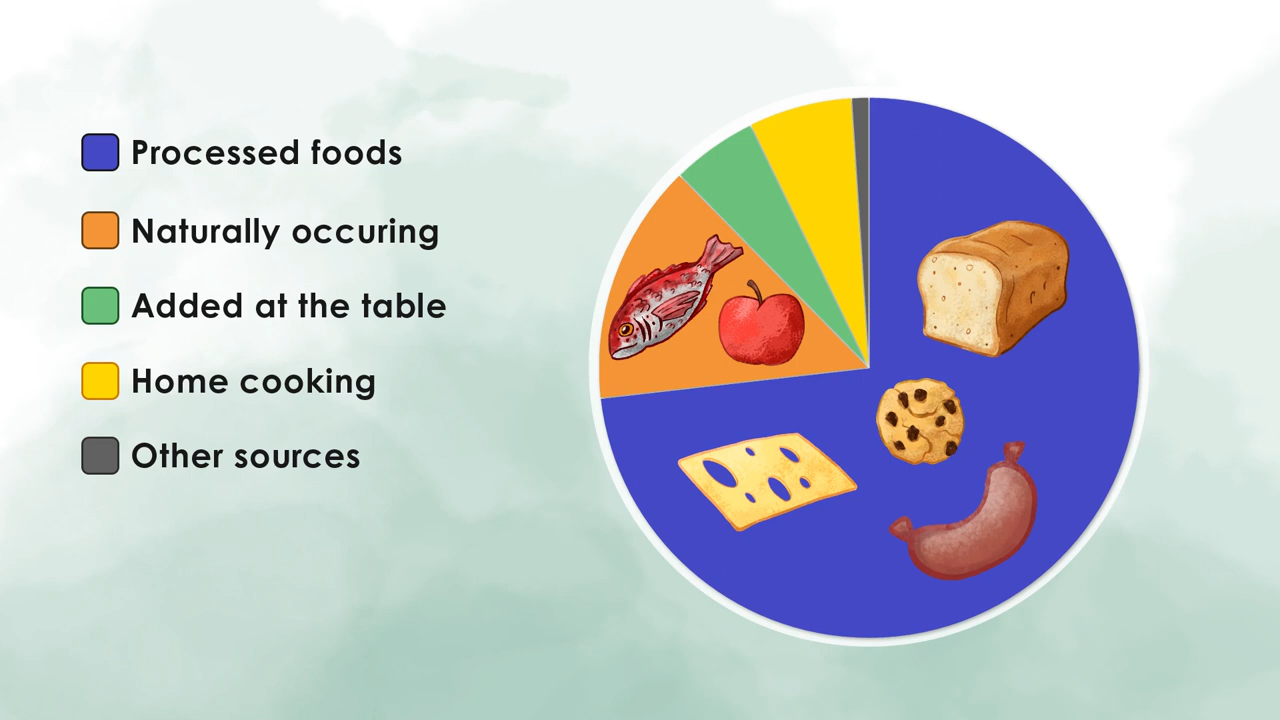 Processed foods
Naturally occuring
Added at the table
Home cooking
Other sources